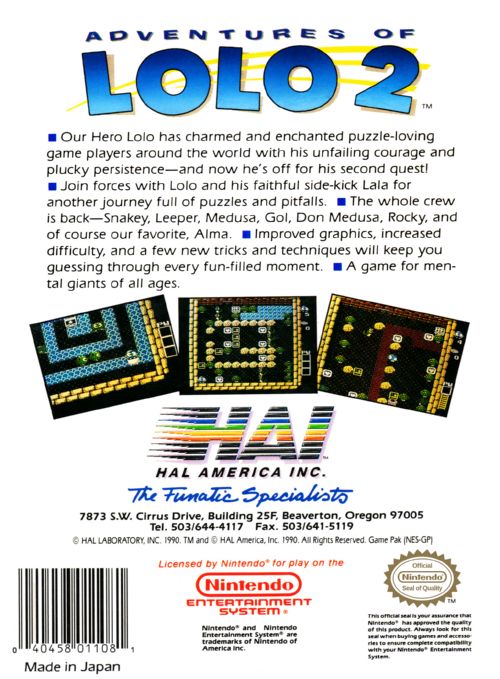 ADVENTURES OF
LOLO 2 ™
■ Our Hero Lolo has charmed and enchanted puzzle-loving
game players around the world with his unfailing courage and
plucky persistence—and now he's off for his second quest!
■ Join forces with Lolo and his faithful side-kick Lala for
another journey full of puzzles and pitfalls. ■ The whole crew
is back—Snakey, Leeper, Medusa, Gol, Don Medusa, Rocky, and
of course our favorite, Alma. ■ Improved graphics, increased
difficulty, and a few new tricks and techniques will keep you
guessing through every fun-filled moment. ■ A game for men-
tal giants of all ages.
HAL™
HAL AMERICA INC.
The Funatic Specialists
7873 S.W. Cirrus Drive, Building 25F, Beaverton, Oregon 97005
Tel. 503/644-4117 Fax. 503/641-5119
© HAL LABORATORY, INC. 1990. TM and © HAL America, Inc. 1990. All Rights Reserved. Game Pak (NES-GP)
Licensed by Nintendo® for play on the
Nintendo
ENTERTAINMENT
SYSTEM®
Nintendo® and Nintendo
Entertainment System® are
trademarks of Nintendo of
America Inc.
Official
Nintendo
Seal of Quality
™
This official seal is your assurance that
Nintendo® has approved the quality
of this product. Always look for this
seal when buying games and accesso-
ries to ensure complete compatibility
with your Nintendo® Entertainment
System.
0 40458 01108 1
Made in Japan